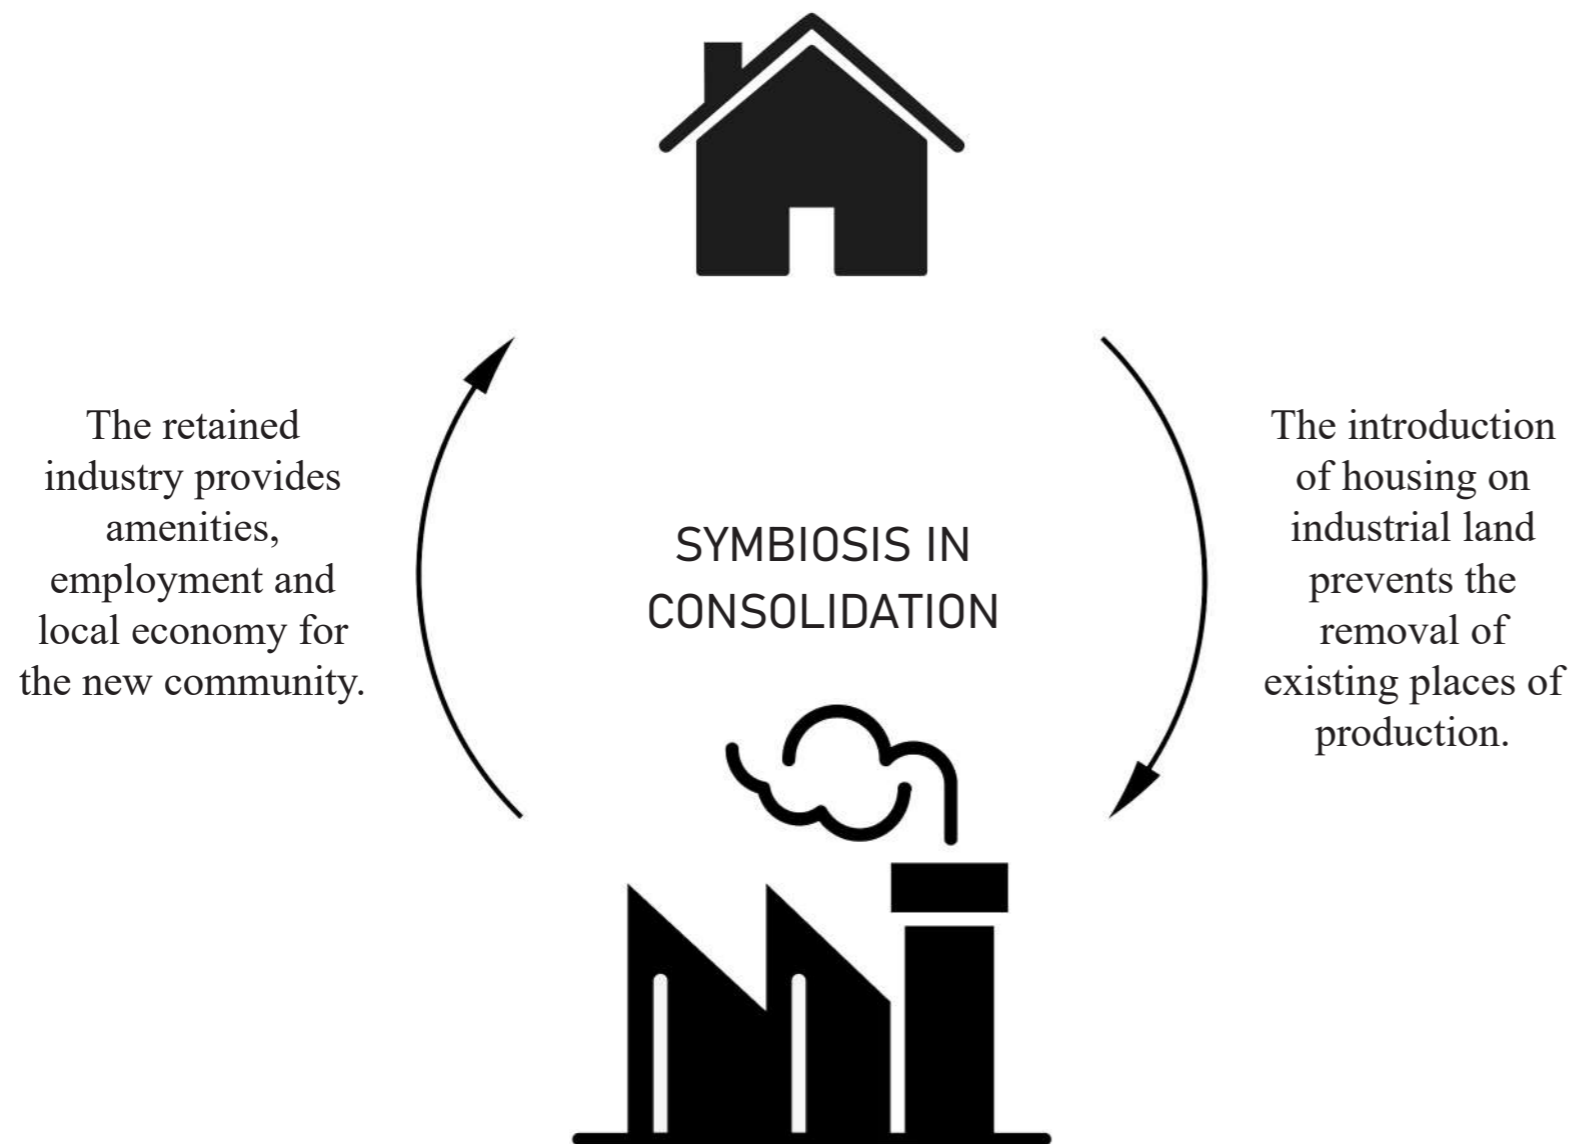 The retained
industry provides
amenities,
employment and
local economy for
the new community.
SYMBIOSIS IN
CONSOLIDATION
The introduction
of housing on
industrial land
prevents the
removal of
existing places of
production.